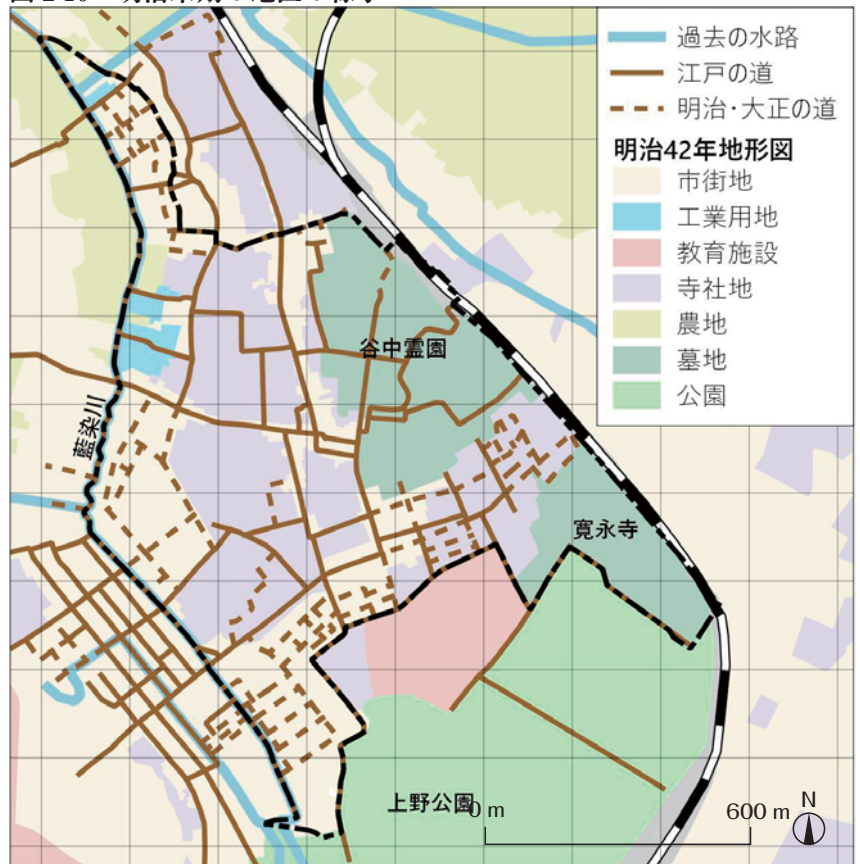 過去の水路
江戸の道
明治・大正の道
明治42年地形図
市街地
工業用地
教育施設
寺社地
農地
墓地
公園
谷中霊園
藍染川
寛永寺
上野公園
0 m
600 m
N